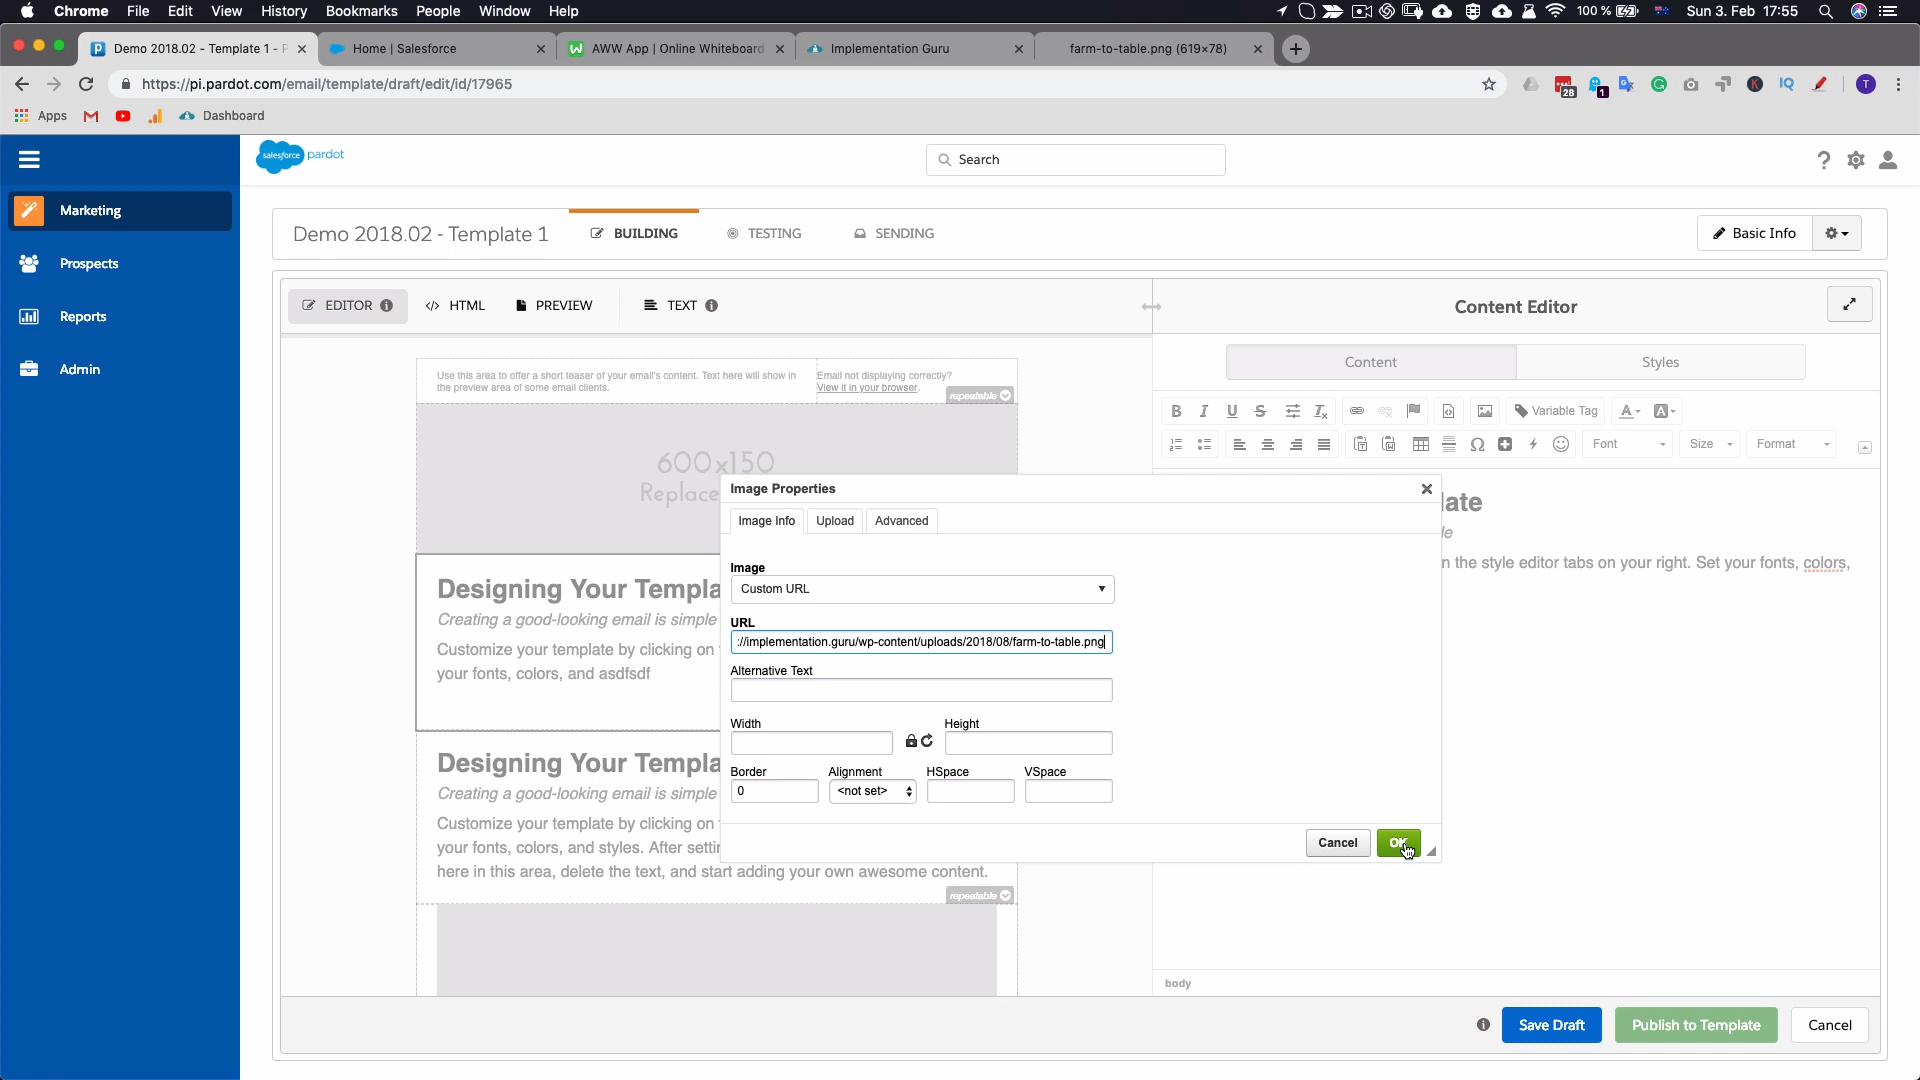 Chrome File Edit View History Bookmarks People Window Help 100 % Sun 3. Feb 17:55
Demo 2018.02 - Template 1 - P
Home | Salesforce
AWW App | Online Whiteboard
Implementation Guru
farm-to-table.png (619×78)
https://pi.pardot.com/email/template/draft/edit/id/17965
28
1
T
Apps
Dashboard
salesforce pardot
Search
Marketing
Prospects
Reports
Admin
Demo 2018.02 - Template 1
BUILDING
TESTING
SENDING
Basic Info
EDITOR
HTML
PREVIEW
TEXT
Content Editor
Content
Styles
Use this area to offer a short teaser of your email's content. Text here will show in
the preview area of some email clients.
Email not displaying correctly?
View it in your browser.
repeatable
600x150
Replace
Variable Tag
Font
Size
Format
Designing Your Templa
Creating a good-looking email is simple
Customize your template by clicking on
your fonts, colors, and asdfsdf
late
le
n the style editor tabs on your right. Set your fonts, colors,
Image Properties
Image Info
Upload
Advanced
Image
Custom URL
URL
://implementation.guru/wp-content/uploads/2018/08/farm-to-table.png
Alternative Text
Width
Height
Border
Alignment
HSpace
VSpace
0
<not set>
Cancel
OK
Designing Your Templa
Creating a good-looking email is simple
Customize your template by clicking on
your fonts, colors, and styles. After settin
here in this area, delete the text, and start adding your own awesome content.
repeatable
body
Save Draft
Publish to Template
Cancel